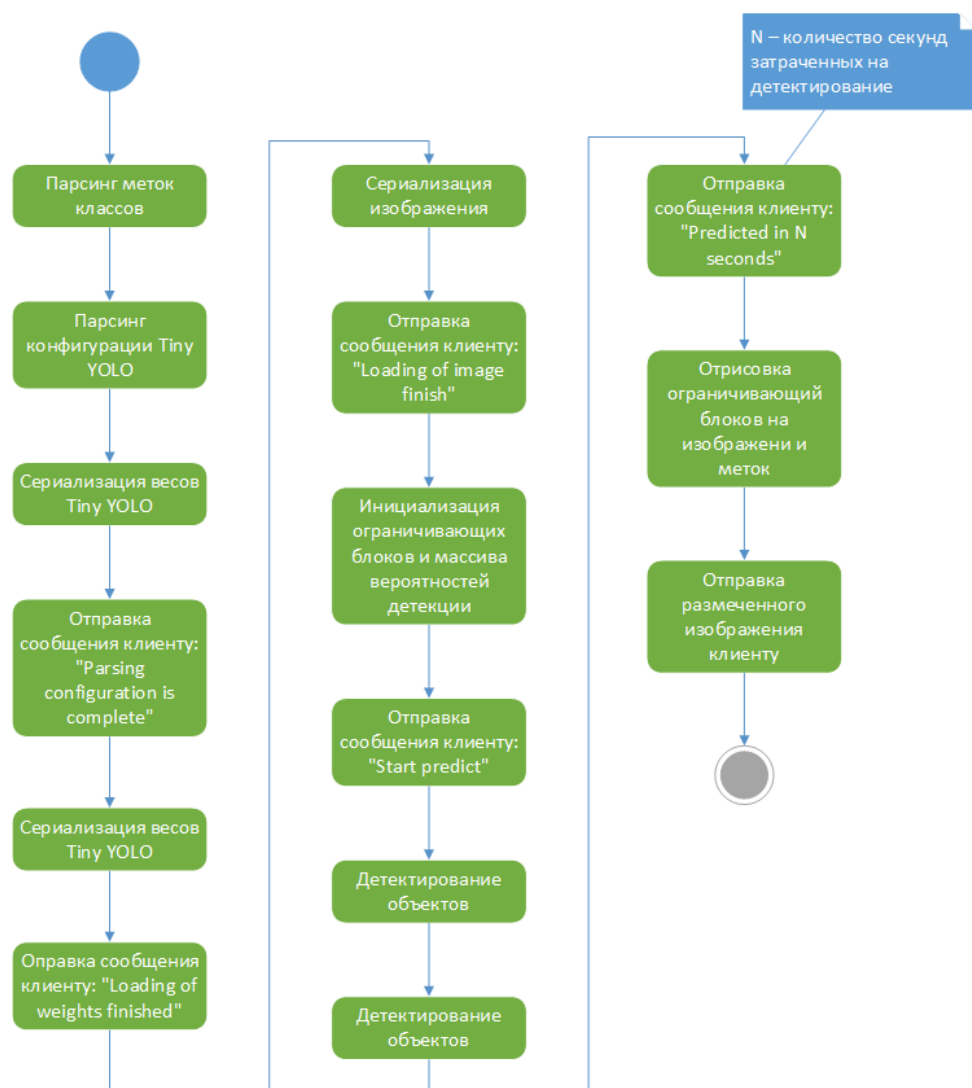 Парсинг меток
классов
Парсинг
конфигурации Tiny
YOLO
Сериализация весов
Tiny YOLO
Отправка
сообщения клиенту:
"Parsing
configuration is
complete"
Сериализация весов
Tiny YOLO
Оправка сообщения
клиенту: "Loading of
weights finished"
Сериализация
изображения
Отправка
сообщения клиенту:
"Loading of image
finish"
Инициализация
ограничивающих
блоков и массива
вероятностей
детекции
Отправка
сообщения клиенту:
"Start predict"
Детектирование
объектов
Детектирование
объектов
N – количество секунд
затраченных на
детектирование
Отправка
сообщения клиенту:
"Predicted in N
seconds"
Отрисовка
ограничивающий
блоков на
изображени и
меток
Отправка
размеченного
изображения
клиенту